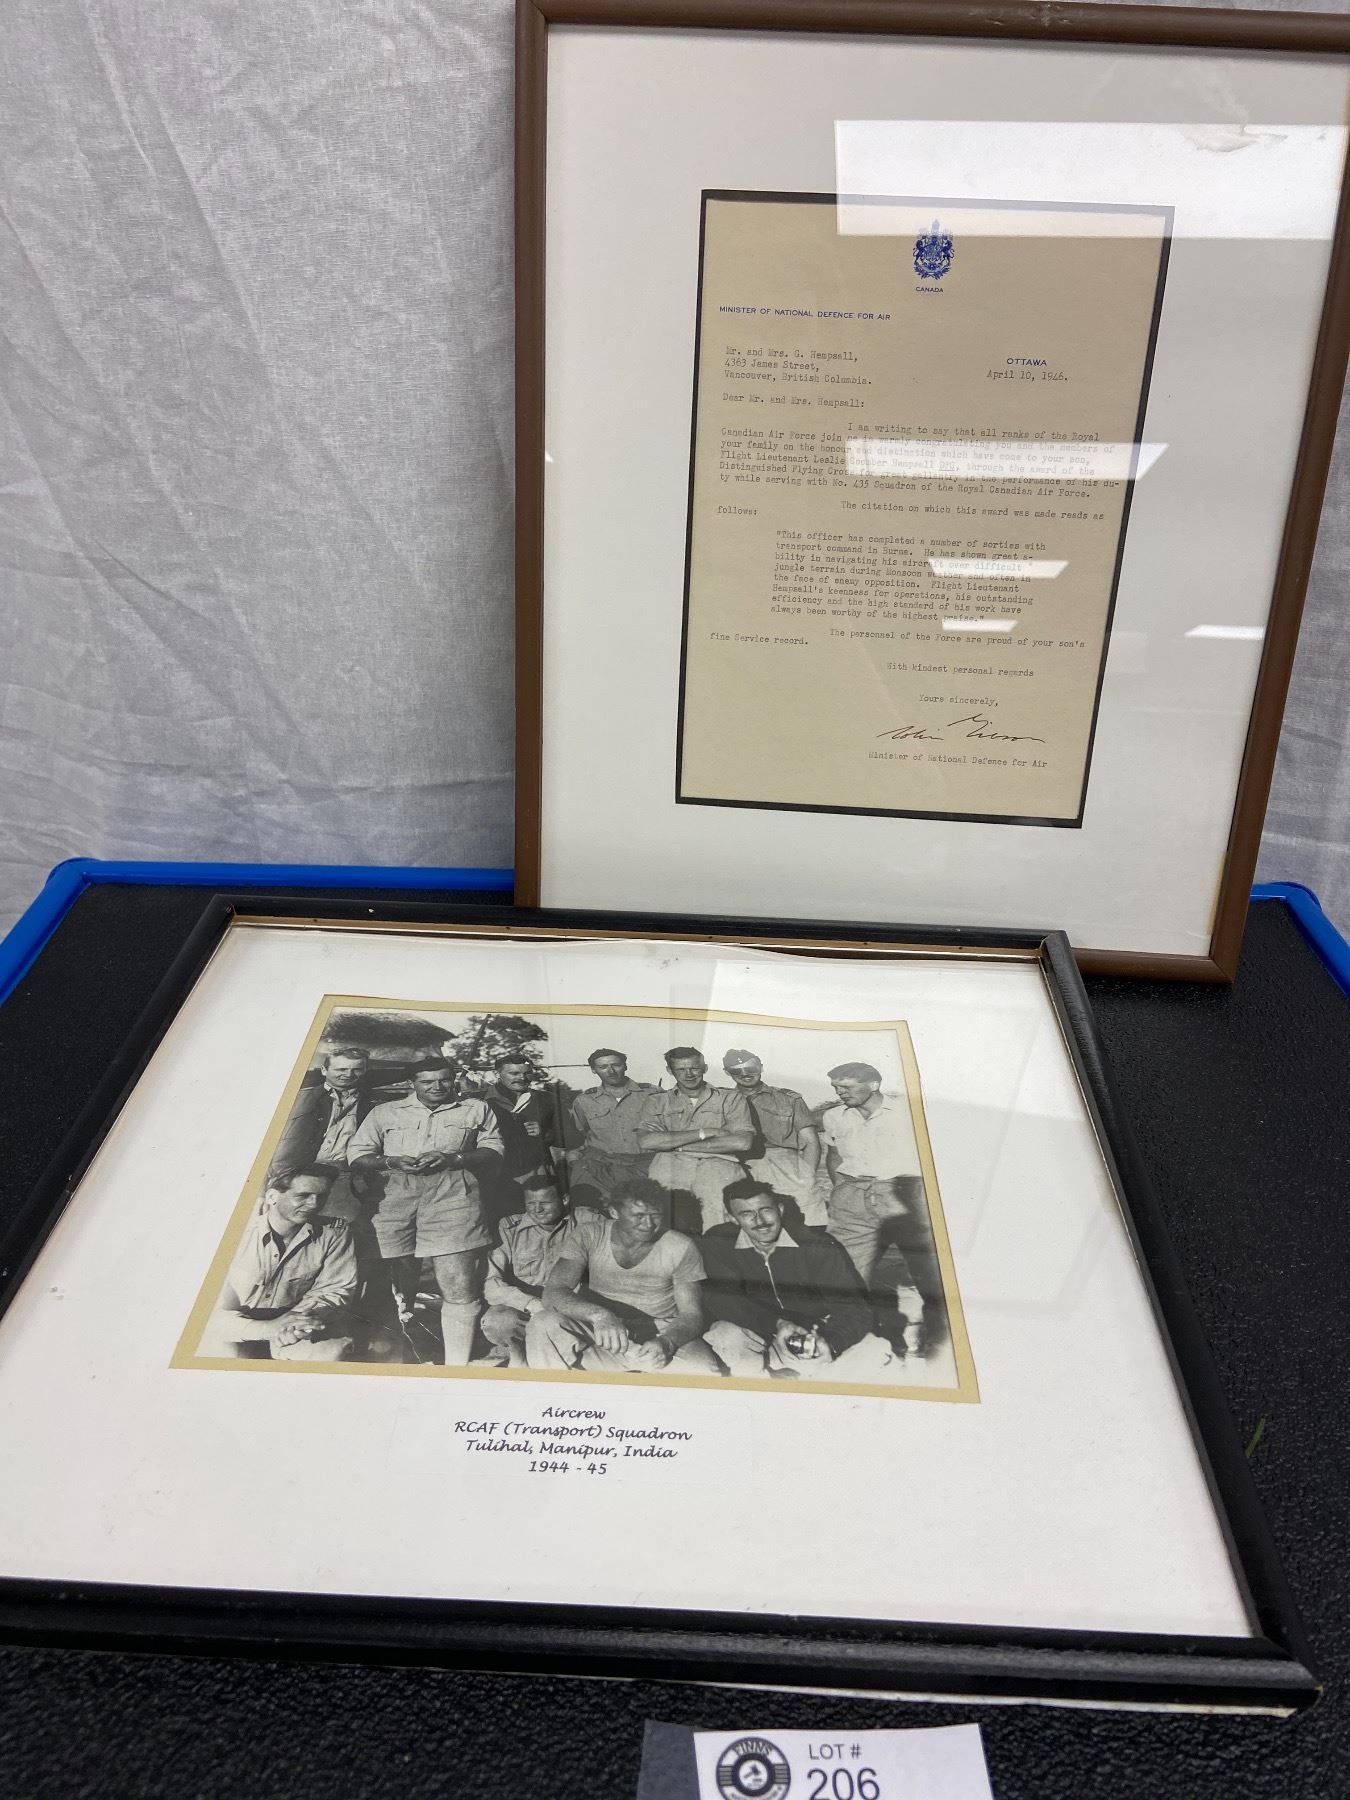 CANADA
MINISTER OF NATIONAL DEFENCE FOR AIR
Mr. and Mrs. G. Hempsall,
4363 James Street,
Vancouver, British Columbia.
OTTAWA
April 10, 1946.
Dear Mr. and Mrs. Hempsall:
I am writing to say that all ranks of the Royal
Canadian Air Force join me in warmly congratulating you and the members of
your family on the honour and distinction which have come to your son,
Flight Lieutenant Leslie Coomber Hempsall DFC, through the award of the
Distinguished Flying Cross for great gallantry in the performance of his du-
ty while serving with No. 435 Squadron of the Royal Canadian Air Force.
The citation on which this award was made reads as
follows:
"This officer has completed a number of sorties with
transport command in Burma. He has shown great a-
bility in navigating his aircraft over difficult
jungle terrain during Monsoon weather and often in
the face of enemy opposition. Flight Lieutenant
Hempsall's keenness for operations, his outstanding
efficiency and the high standard of his work have
always been worthy of the highest praise."
The personnel of the Force are proud of your son's
fine Service record.
With kindest personal regards
Yours sincerely,
Colin Gibson
Minister of National Defence for Air
Aircrew
RCAF (Transport) Squadron
Tulihal, Manipur, India
1944 - 45
FINNS
LOT #
206